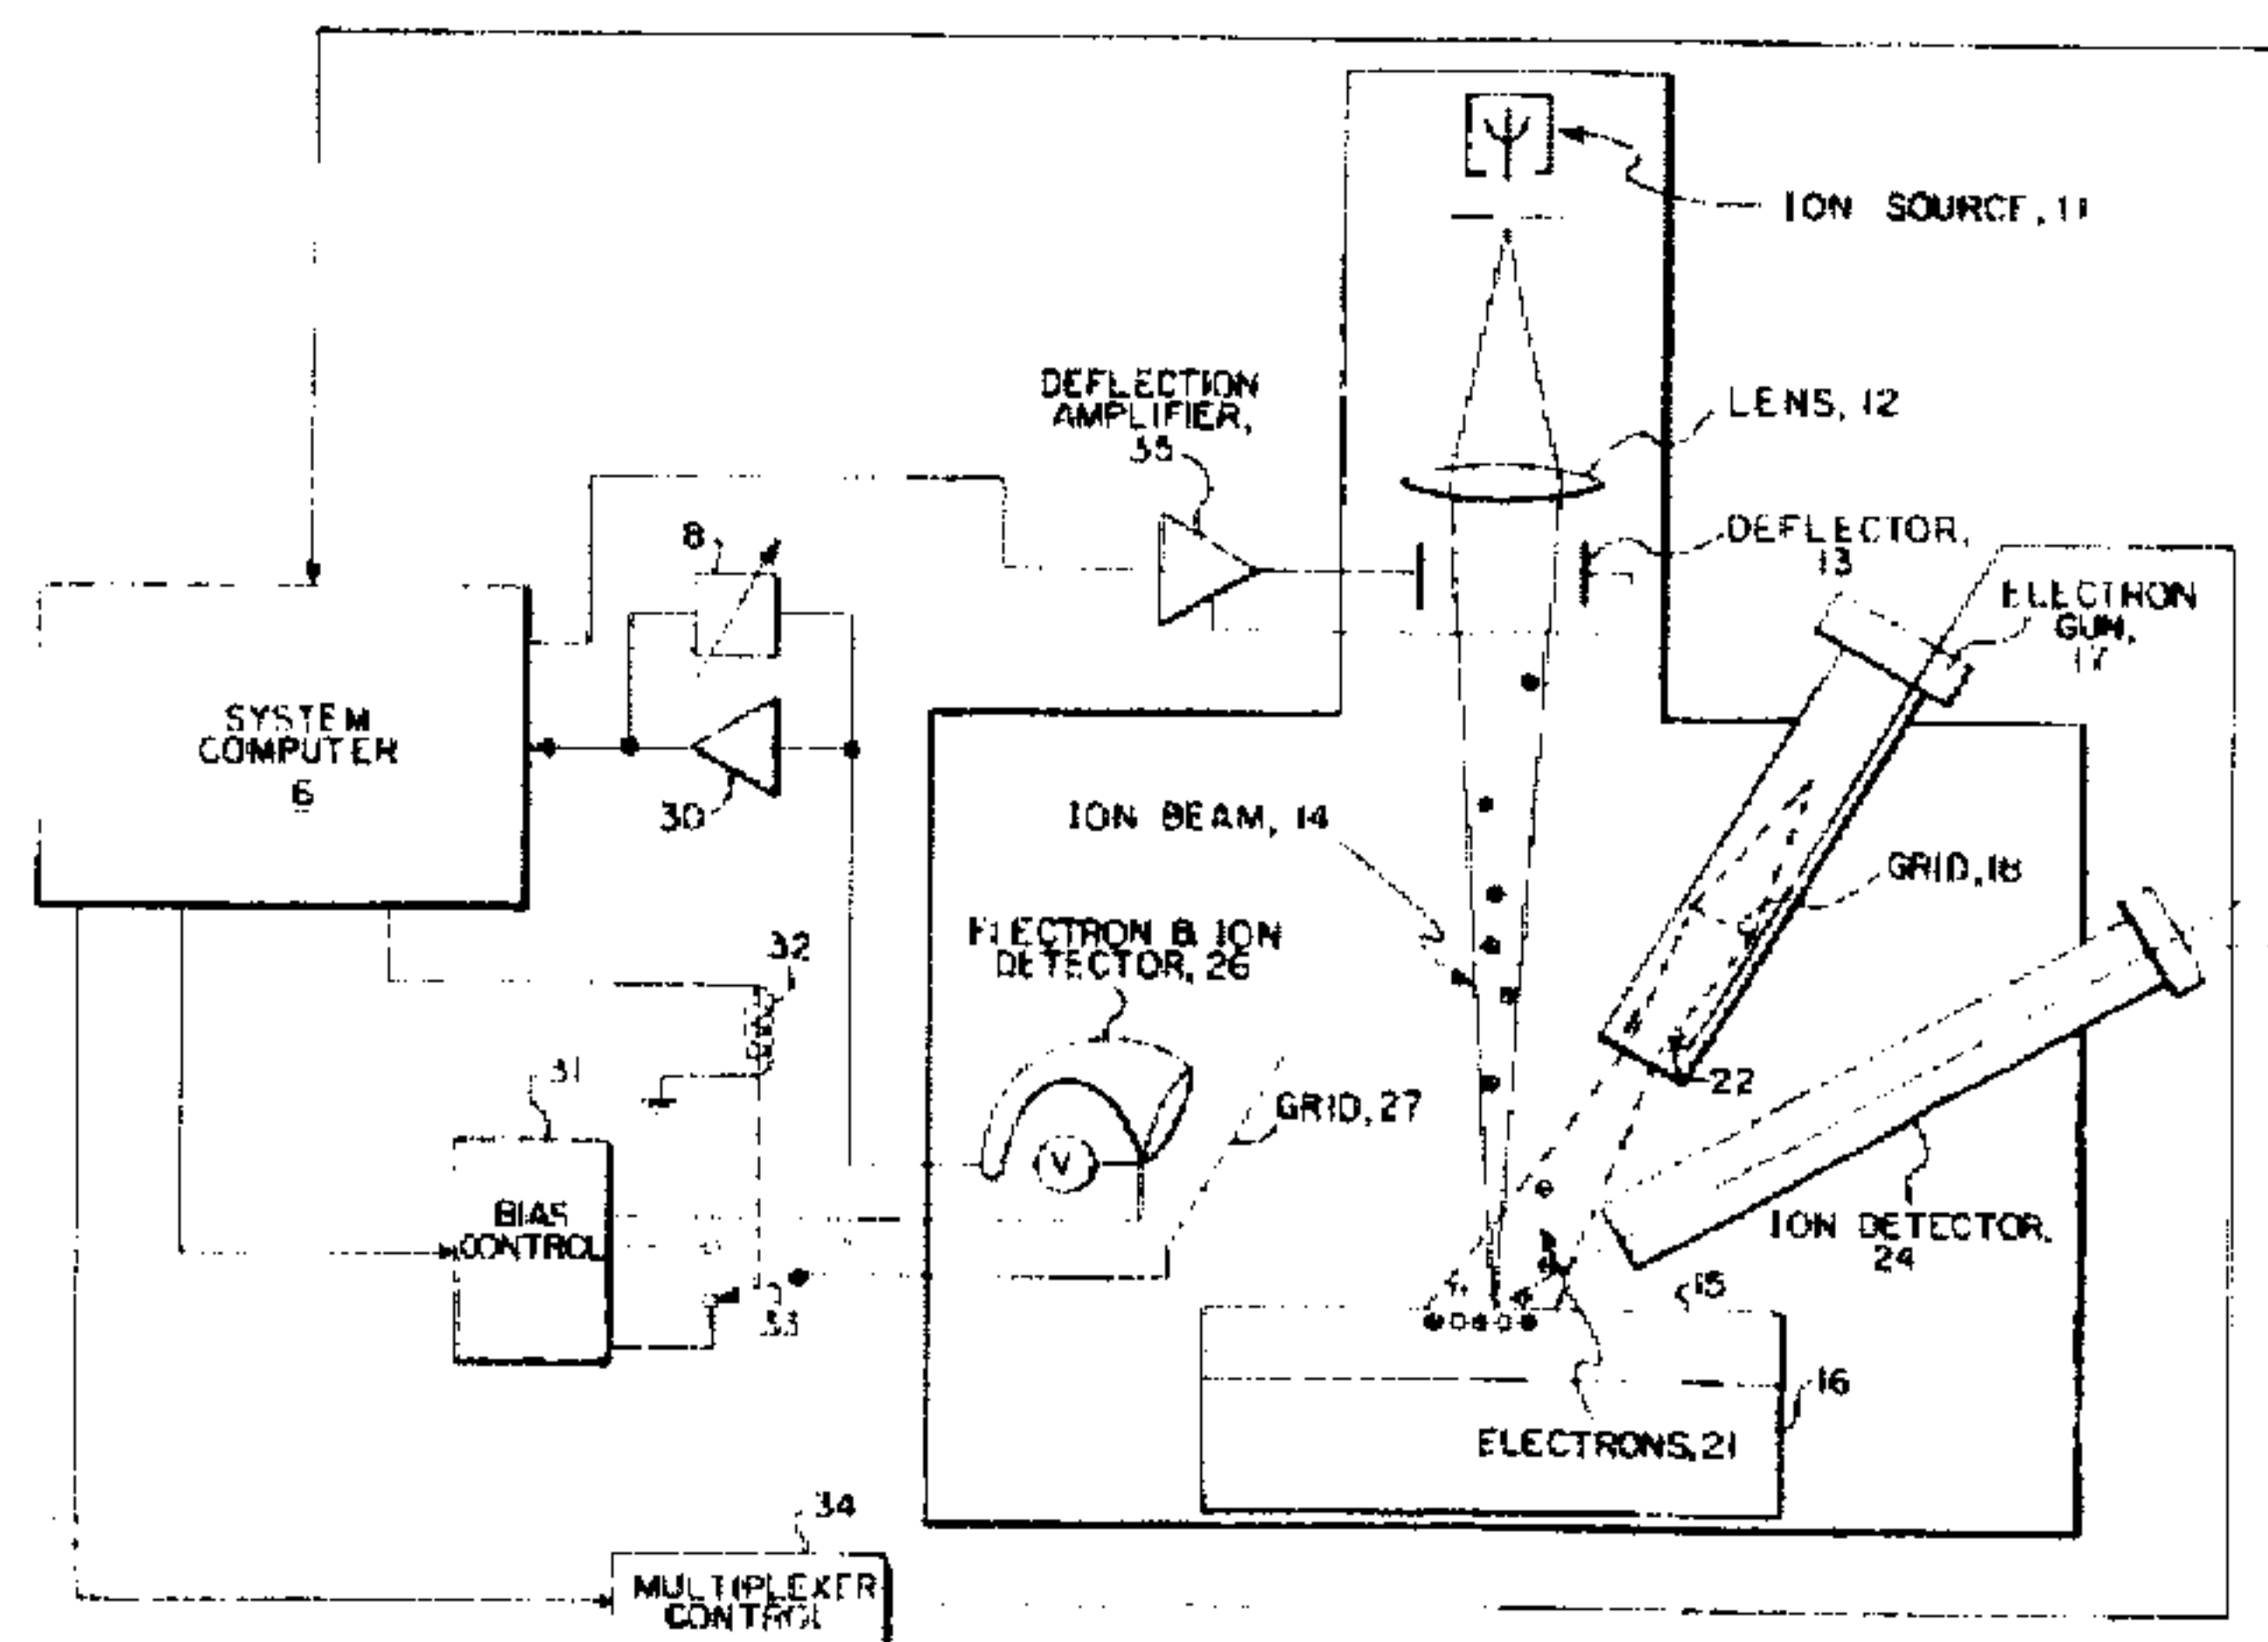 ION SOURCE, 11
DEFLECTION
AMPLIFIER,
35
LENS, 12
8
DEFLECTOR,
13
ELECTRON
GUN,
17
SYSTEM
COMPUTER
6
30
ION BEAM, 14
GRID, 18
ELECTRON & ION
DETECTOR, 26
32
31
22
GRID, 27
V
BIAS
CONTROL
ION DETECTOR,
24
15
33
16
ELECTRONS, 21
34
MULTIPLEXER
CONTROL